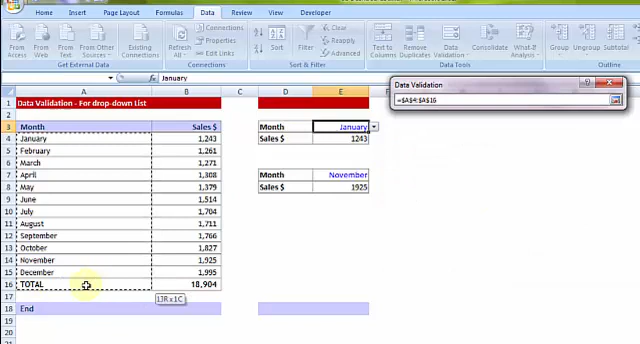 Home Insert Page Layout Formulas Data View Developer
From Access From Web From Text From Other Sources Existing Connections
Refresh All Connections Properties Edit Links
Sort Filter Clear Reapply Advanced
Text to Columns Remove Duplicates Data Validation Consolidate What-If Analysis
Group Ungroup Subtotal
Get External Data Connections Sort & Filter Data Tools Outline
January
Data Validation
=$A$4:$A$16
A B C D E
1 Data Validation - For drop-down List
2
3 Month Sales $ Month January
4 January 1,243 Sales $ 1243
5 February 1,261
6 March 1,271
7 April 1,308 Month November
8 May 1,379 Sales $ 1925
9 June 1,514
10 July 1,704
11 August 1,711
12 September 1,766
13 October 1,827
14 November 1,925
15 December 1,995
16 TOTAL 18,904
17 13R x 1C
18 End
19
20